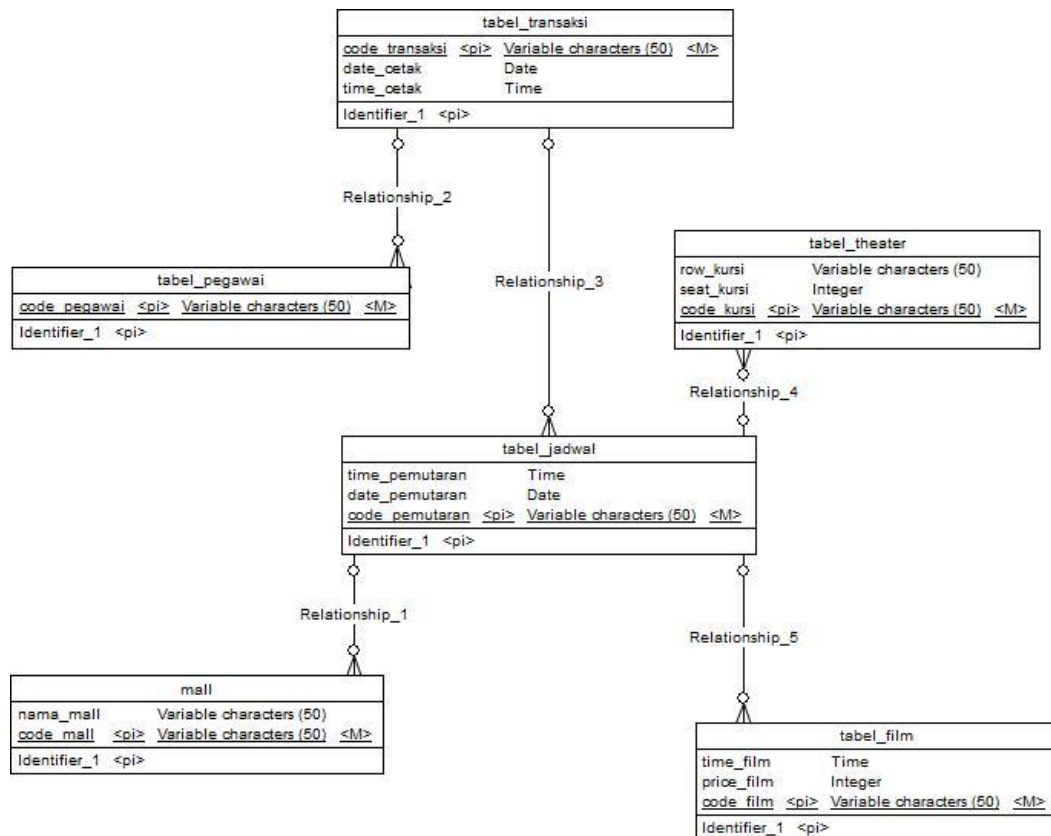 tabel_transaksi
code_transaksi <pi> Variable characters (50) <M>
date_cetak Date
time_cetak Time
Identifier_1 <pi>
Relationship_2
Relationship_3
tabel_pegawai
code_pegawai <pi> Variable characters (50) <M>
Identifier_1 <pi>
tabel_theater
row_kursi Variable characters (50)
seat_kursi Integer
code_kursi <pi> Variable characters (50) <M>
Identifier_1 <pi>
Relationship_4
tabel_jadwal
time_pemutaran Time
date_pemutaran Date
code_pemutaran <pi> Variable characters (50) <M>
Identifier_1 <pi>
Relationship_1
Relationship_5
mall
nama_mall Variable characters (50)
code_mall <pi> Variable characters (50) <M>
Identifier_1 <pi>
tabel_film
time_film Time
price_film Integer
code_film <pi> Variable characters (50) <M>
Identifier_1 <pi>